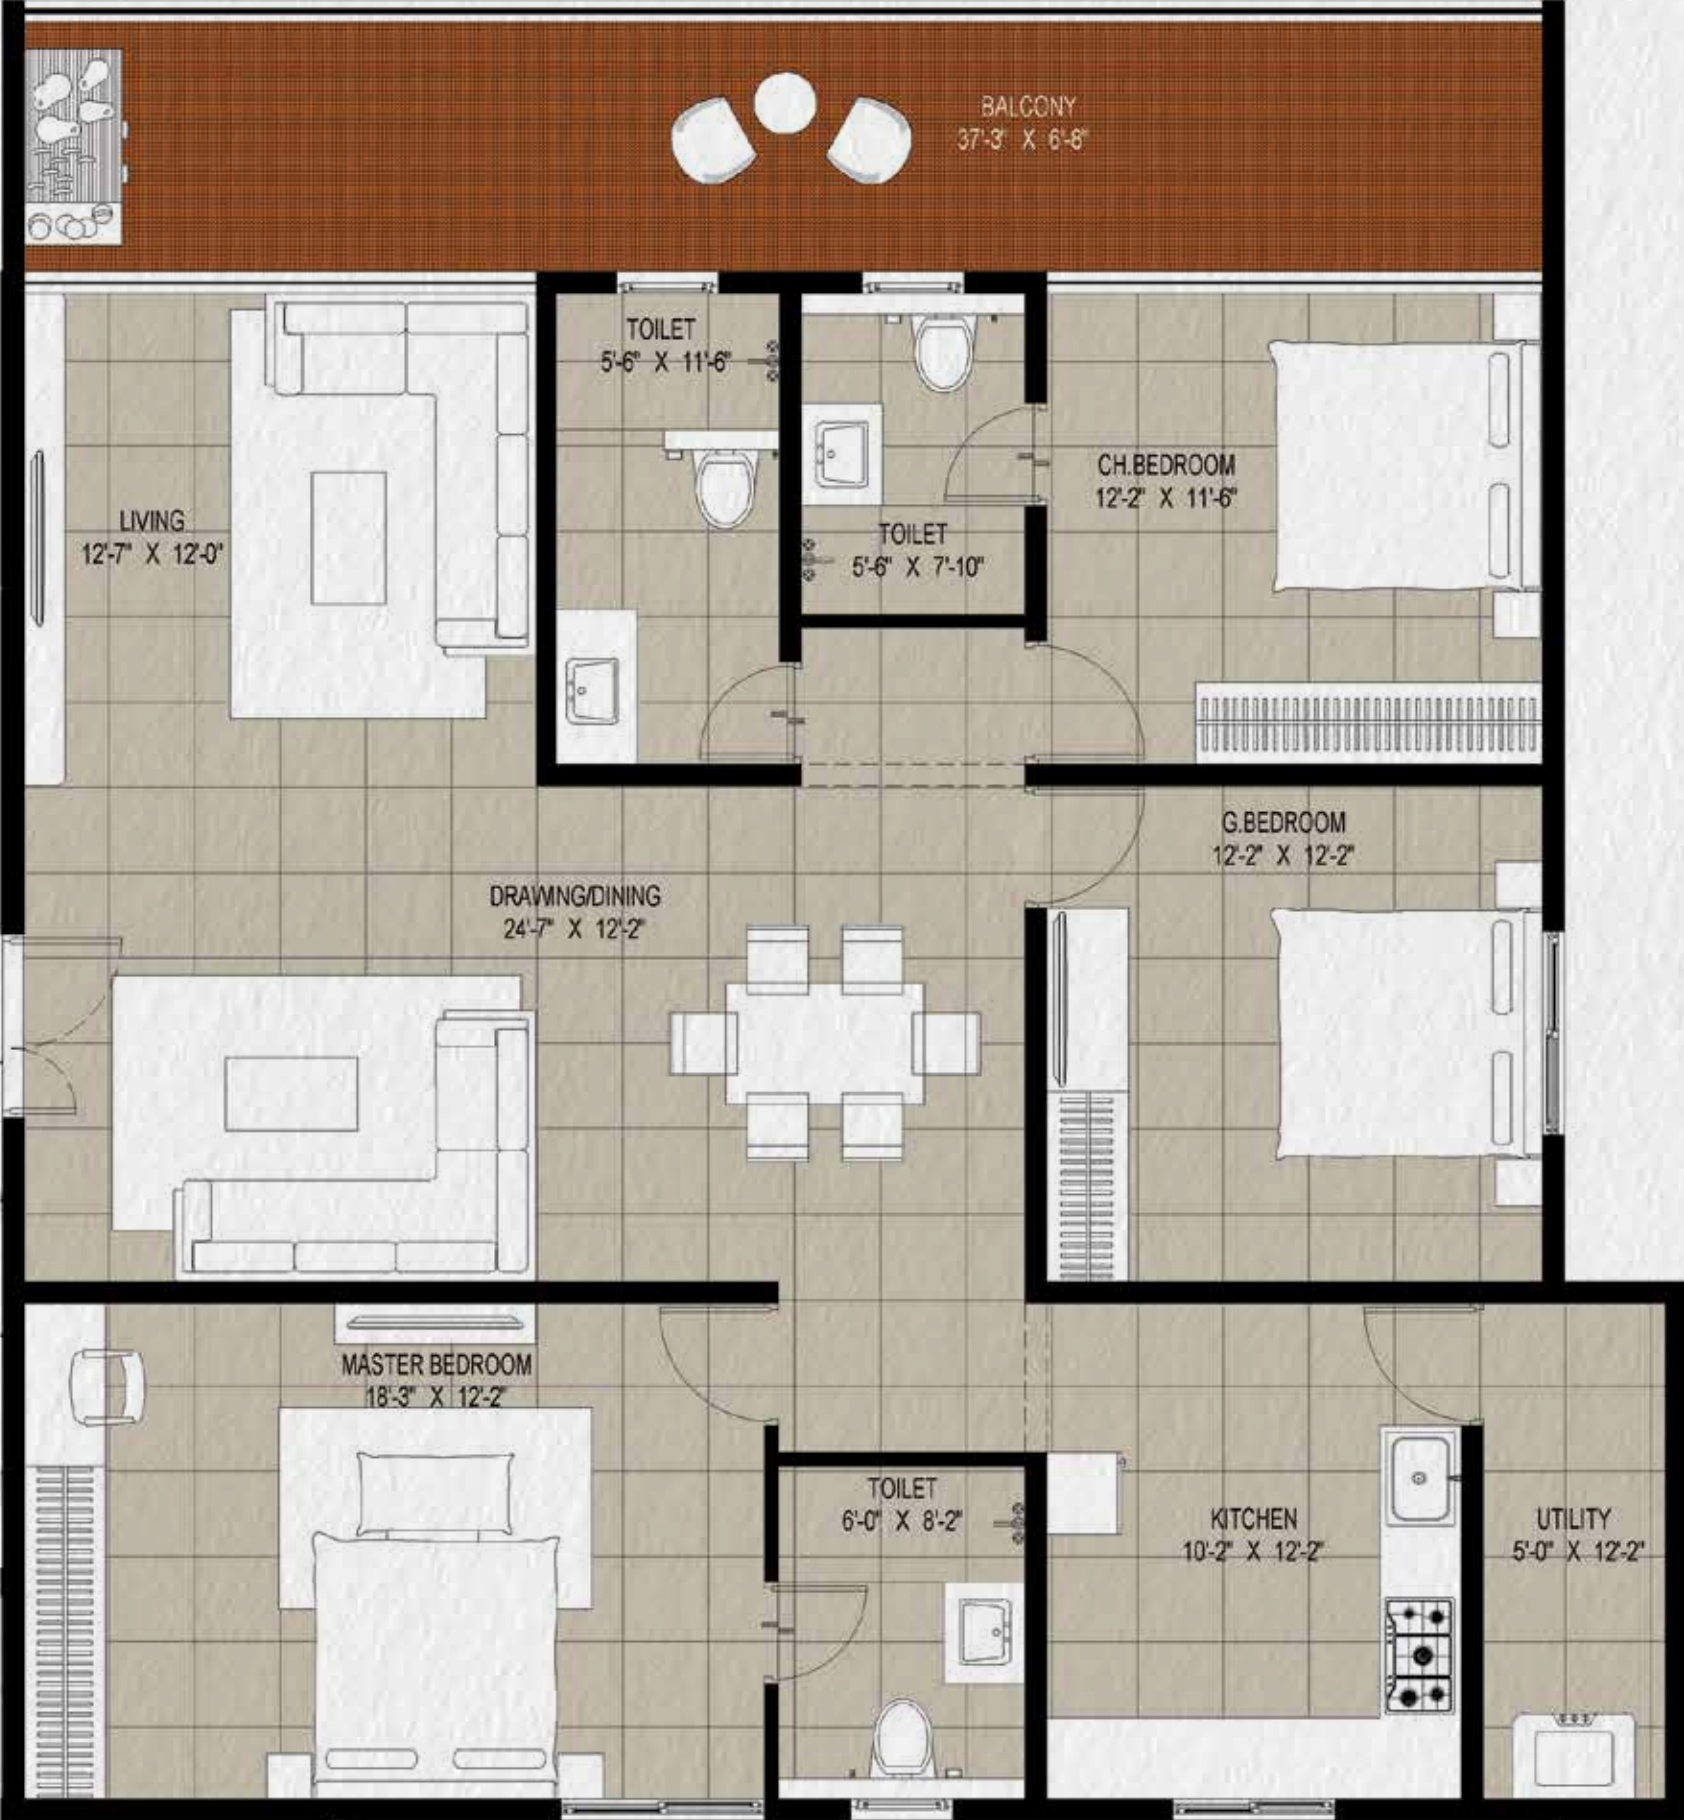 BALCONY
37'-3" X 6'-8"
TOILET
5'-6" X 11'-6"
TOILET
5'-6" X 7'-10"
CH.BEDROOM
12'-2" X 11'-6"
LIVING
12'-7" X 12'-0"
G.BEDROOM
12'-2" X 12'-2"
DRAWING/DINING
24'-7" X 12'-2"
MASTER BEDROOM
18'-3" X 12'-2"
TOILET
6'-0" X 8'-2"
KITCHEN
10'-2" X 12'-2"
UTILITY
5'-0" X 12'-2"